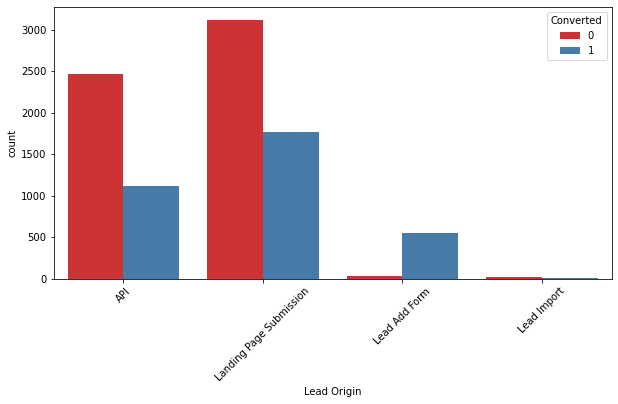 Converted
0
1
count
3000
2500
2000
1500
1000
500
0
API
Landing Page Submission
Lead Add Form
Lead Import
Lead Origin